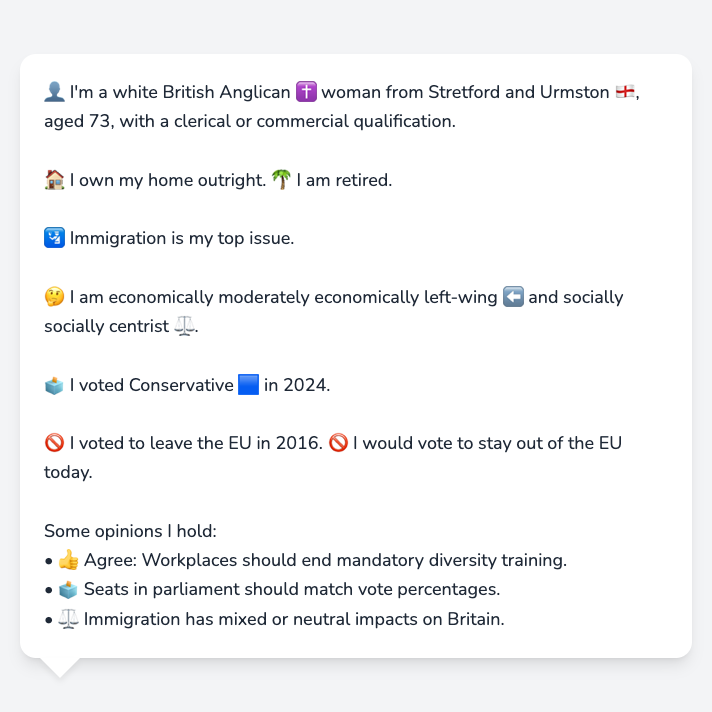 👤 I'm a white British Anglican ✝️ woman from Stretford and Urmston 🏴󠁧󠁢󠁥󠁮󠁧󠁿,
aged 73, with a clerical or commercial qualification.
🏠 I own my home outright. 🌴 I am retired.
🛂 Immigration is my top issue.
🤔 I am economically moderately economically left-wing ⬅️ and socially
socially centrist ⚖️.
🗳️ I voted Conservative 🟦 in 2024.
🚫 I voted to leave the EU in 2016. 🚫 I would vote to stay out of the EU
today.
Some opinions I hold:
• 👍 Agree: Workplaces should end mandatory diversity training.
• 🗳️ Seats in parliament should match vote percentages.
• ⚖️ Immigration has mixed or neutral impacts on Britain.